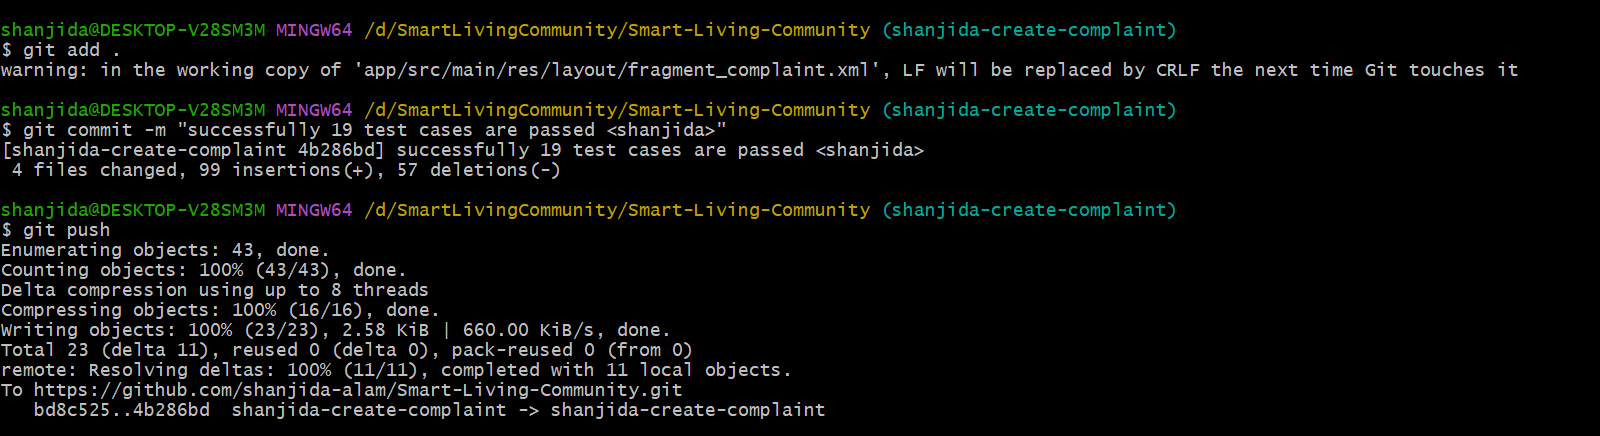 shanjida@DESKTOP-V28SM3M MINGW64 /d/SmartLivingCommunity/Smart-Living-Community (shanjida-create-complaint)
$ git add .
warning: in the working copy of 'app/src/main/res/layout/fragment_complaint.xml', LF will be replaced by CRLF the next time Git touches it
shanjida@DESKTOP-V28SM3M MINGW64 /d/SmartLivingCommunity/Smart-Living-Community (shanjida-create-complaint)
$ git commit -m "successfully 19 test cases are passed <shanjida>"
[shanjida-create-complaint 4b286bd] successfully 19 test cases are passed <shanjida>
 4 files changed, 99 insertions(+), 57 deletions(-)
shanjida@DESKTOP-V28SM3M MINGW64 /d/SmartLivingCommunity/Smart-Living-Community (shanjida-create-complaint)
$ git push
Enumerating objects: 43, done.
Counting objects: 100% (43/43), done.
Delta compression using up to 8 threads
Compressing objects: 100% (16/16), done.
Writing objects: 100% (23/23), 2.58 KiB | 660.00 KiB/s, done.
Total 23 (delta 11), reused 0 (delta 0), pack-reused 0 (from 0)
remote: Resolving deltas: 100% (11/11), completed with 11 local objects.
To https://github.com/shanjida-alam/Smart-Living-Community.git
   bd8c525..4b286bd  shanjida-create-complaint -> shanjida-create-complaint